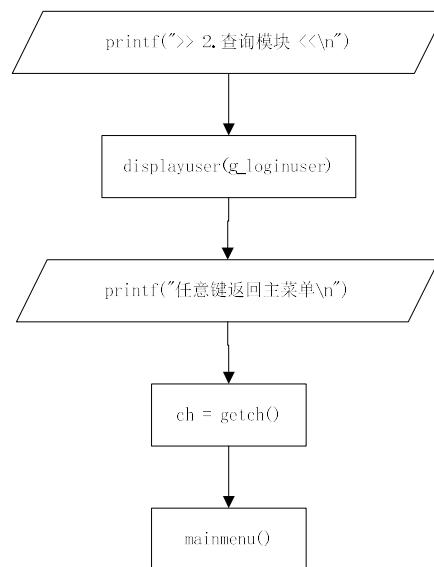 printf(">> 2.查询模块 <<\n")
displayuser(g_loginuser)
printf("任意键返回主菜单\n")
ch = getch()
mainmenu()